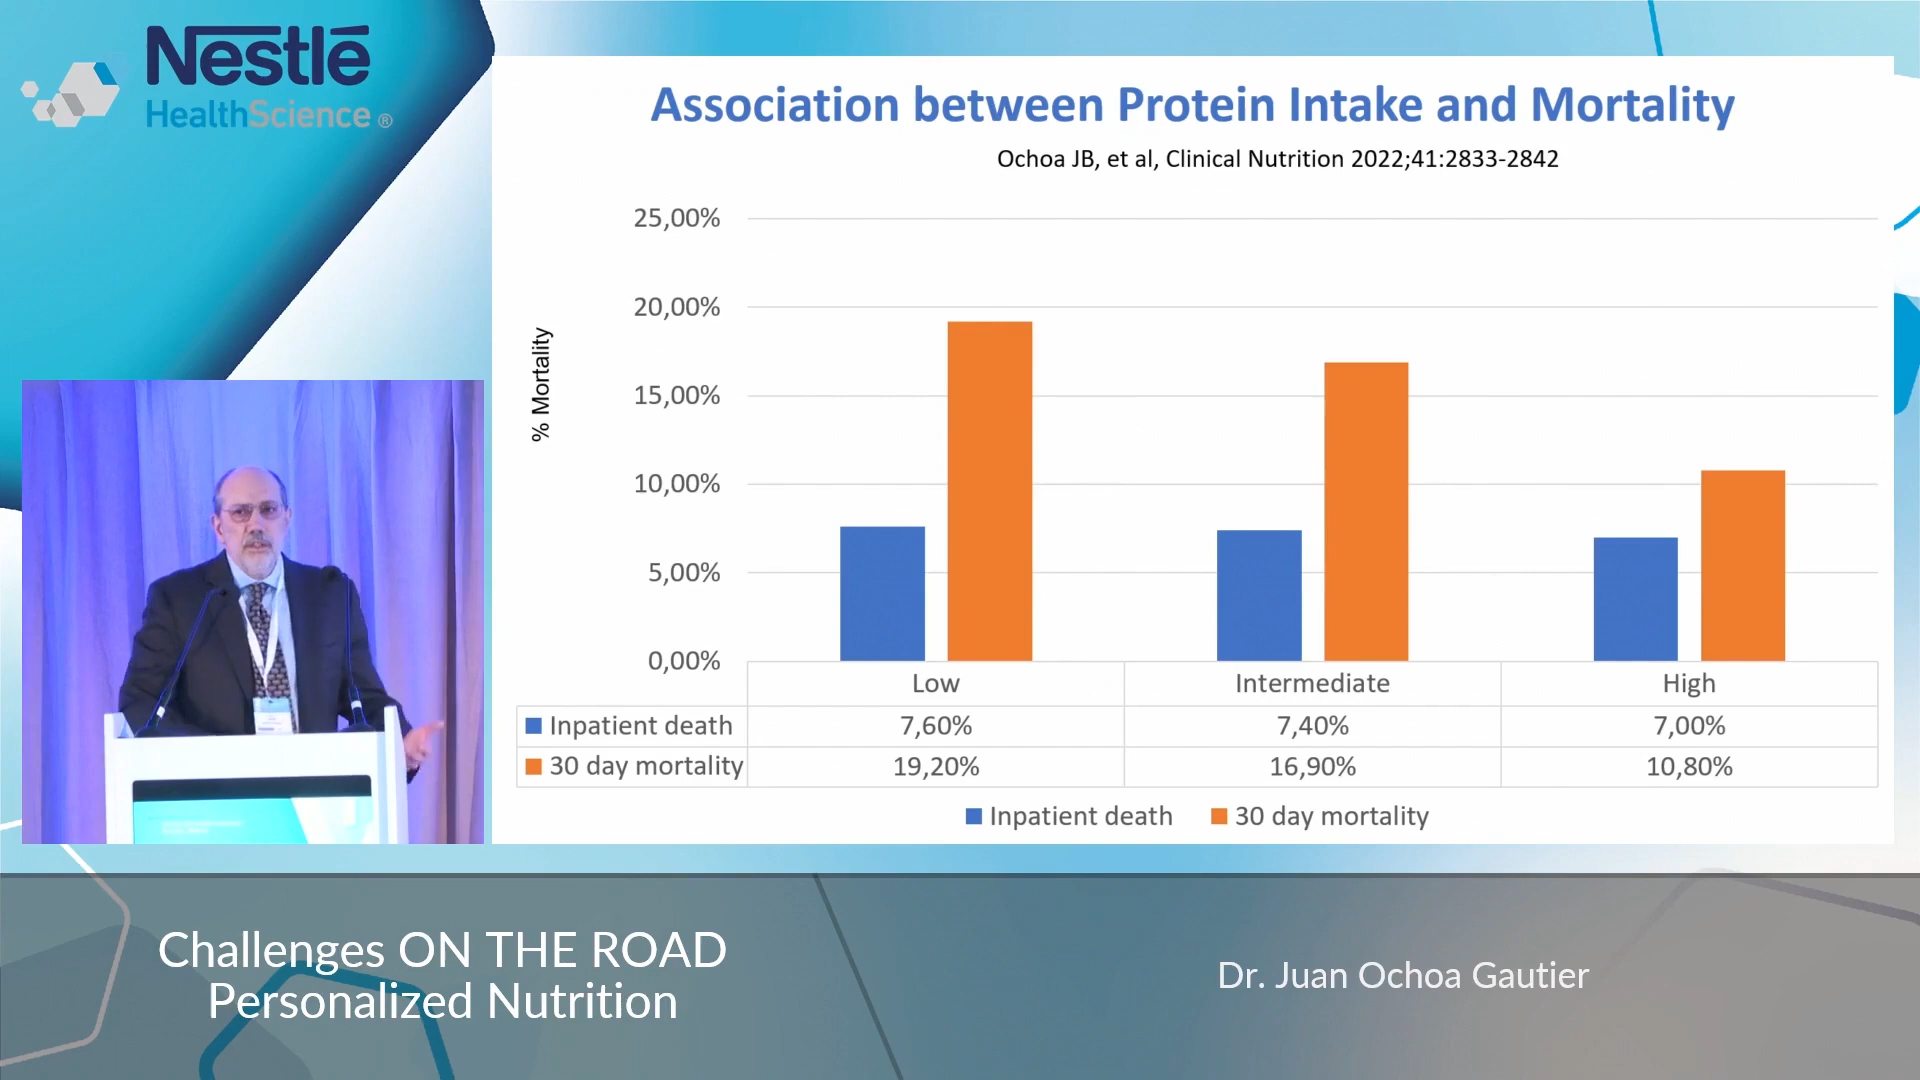 Nestlé
HealthScience ®
Association between Protein Intake and Mortality
Ochoa JB, et al, Clinical Nutrition 2022;41:2833-2842
% Mortality
25,00%
20,00%
15,00%
10,00%
5,00%
0,00%
Low Intermediate High
Inpatient death 7,60% 7,40% 7,00%
30 day mortality 19,20% 16,90% 10,80%
Inpatient death 30 day mortality
Challenges ON THE ROAD
Personalized Nutrition
Dr. Juan Ochoa Gautier